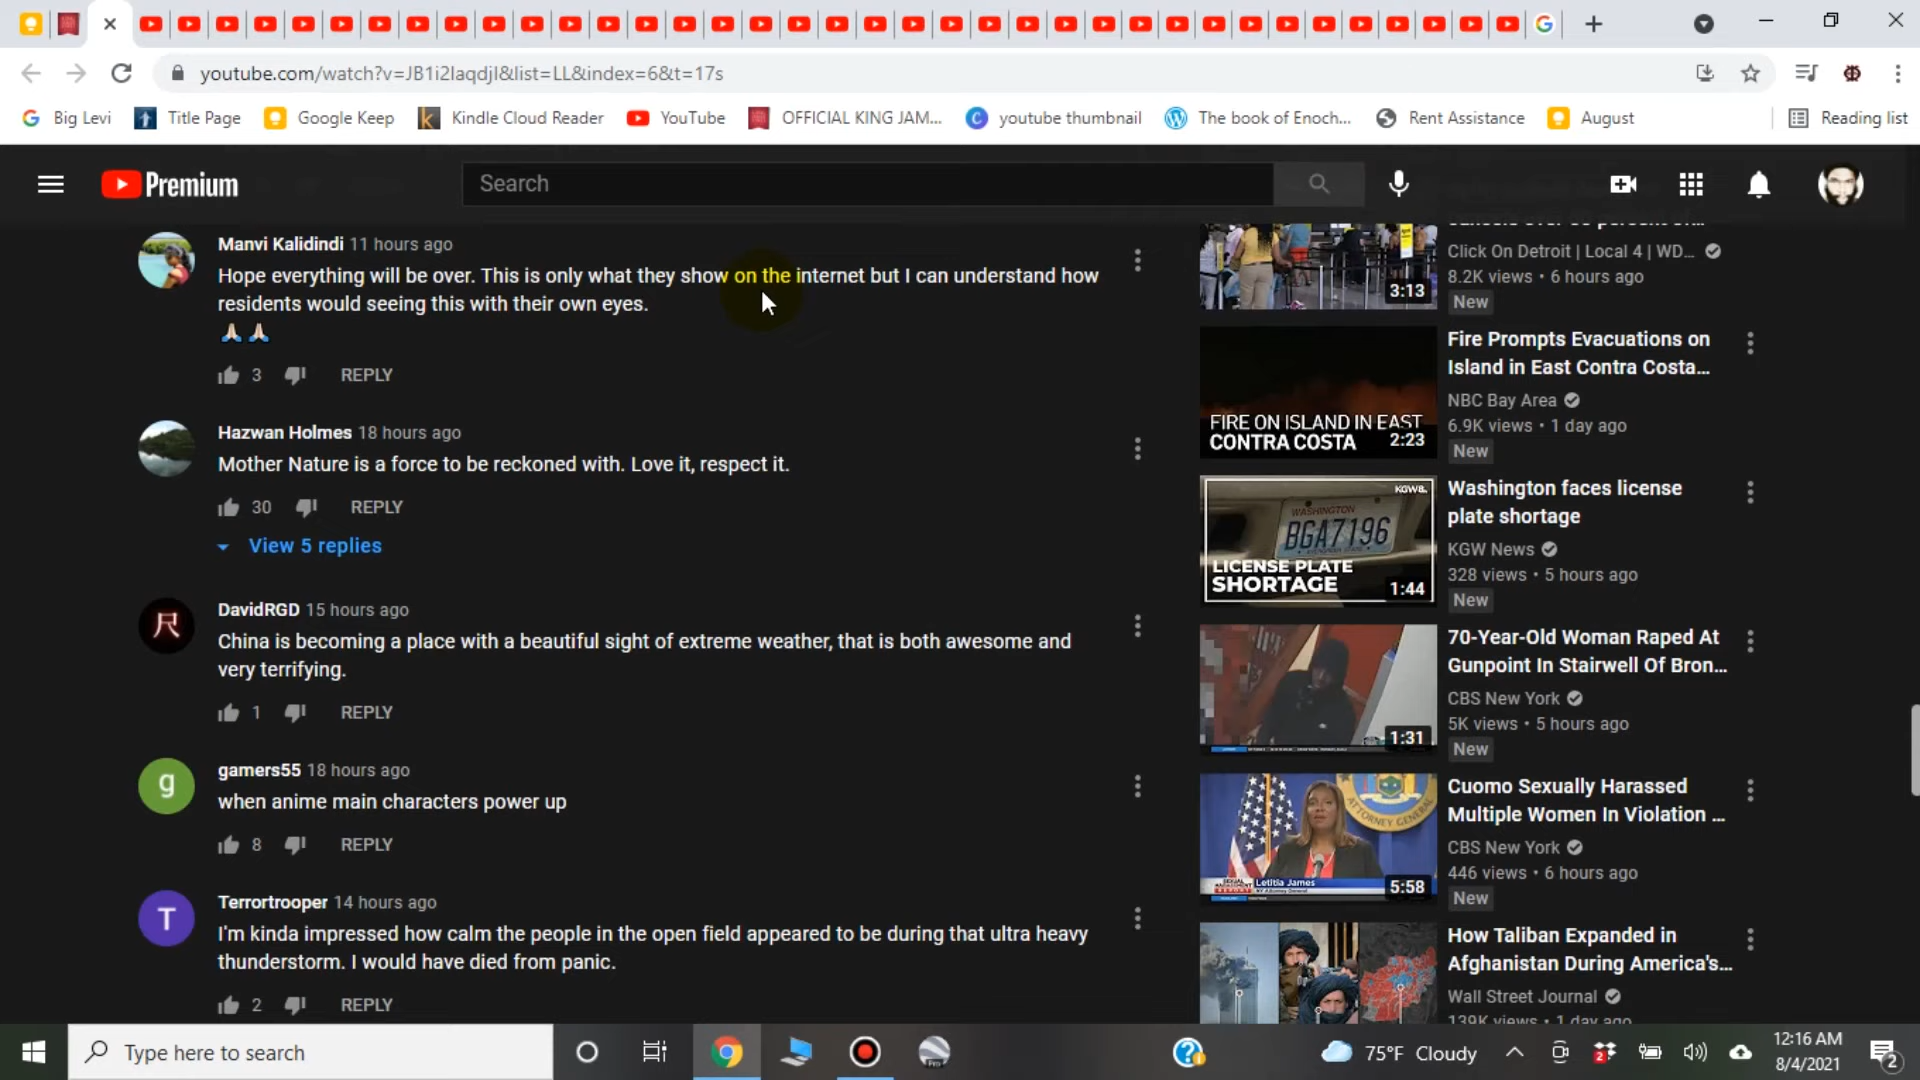 youtube.com/watch?v=JB1i2laqdjI&list=LL&index=6&t=17s
Big Levi
Title Page
Google Keep
Kindle Cloud Reader
YouTube
OFFICIAL KING JAM...
youtube thumbnail
The book of Enoch...
Rent Assistance
August
Reading list
Premium
Search
Manvi Kalidindi 11 hours ago
Hope everything will be over. This is only what they show on the internet but I can understand how
residents would seeing this with their own eyes.
3 REPLY
Hazwan Holmes 18 hours ago
Mother Nature is a force to be reckoned with. Love it, respect it.
30 REPLY
View 5 replies
DavidRGD 15 hours ago
China is becoming a place with a beautiful sight of extreme weather, that is both awesome and
very terrifying.
1 REPLY
g
gamers55 18 hours ago
when anime main characters power up
8 REPLY
T
Terrortrooper 14 hours ago
I'm kinda impressed how calm the people in the open field appeared to be during that ultra heavy
thunderstorm. I would have died from panic.
2 REPLY
3:13
Click On Detroit | Local 4 | WD...
8.2K views • 6 hours ago
New
FIRE ON ISLAND IN EAST
CONTRA COSTA
2:23
Fire Prompts Evacuations on
Island in East Contra Costa...
NBC Bay Area
6.9K views • 1 day ago
New
KGW8
WASHINGTON
BGA7196
LICENSE PLATE
SHORTAGE
1:44
Washington faces license
plate shortage
KGW News
328 views • 5 hours ago
New
1:31
70-Year-Old Woman Raped At
Gunpoint In Stairwell Of Bron...
CBS New York
5K views • 5 hours ago
New
ATTORNEY GENERAL
Letitia James
5:58
Cuomo Sexually Harassed
Multiple Women In Violation ...
CBS New York
446 views • 6 hours ago
New
How Taliban Expanded in
Afghanistan During America's...
Wall Street Journal
139K views • 1 day ago
Type here to search
75°F Cloudy
2
12:16 AM
8/4/2021
2